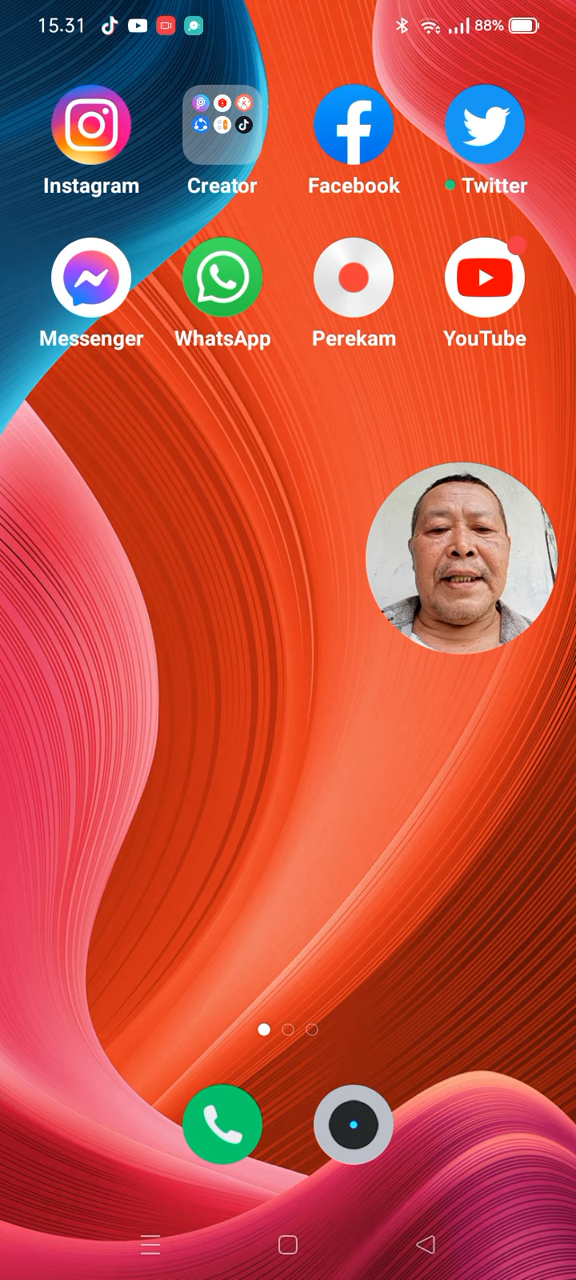 15.31
88%
Instagram
Creator
Facebook
Twitter
Messenger
WhatsApp
Perekam
YouTube